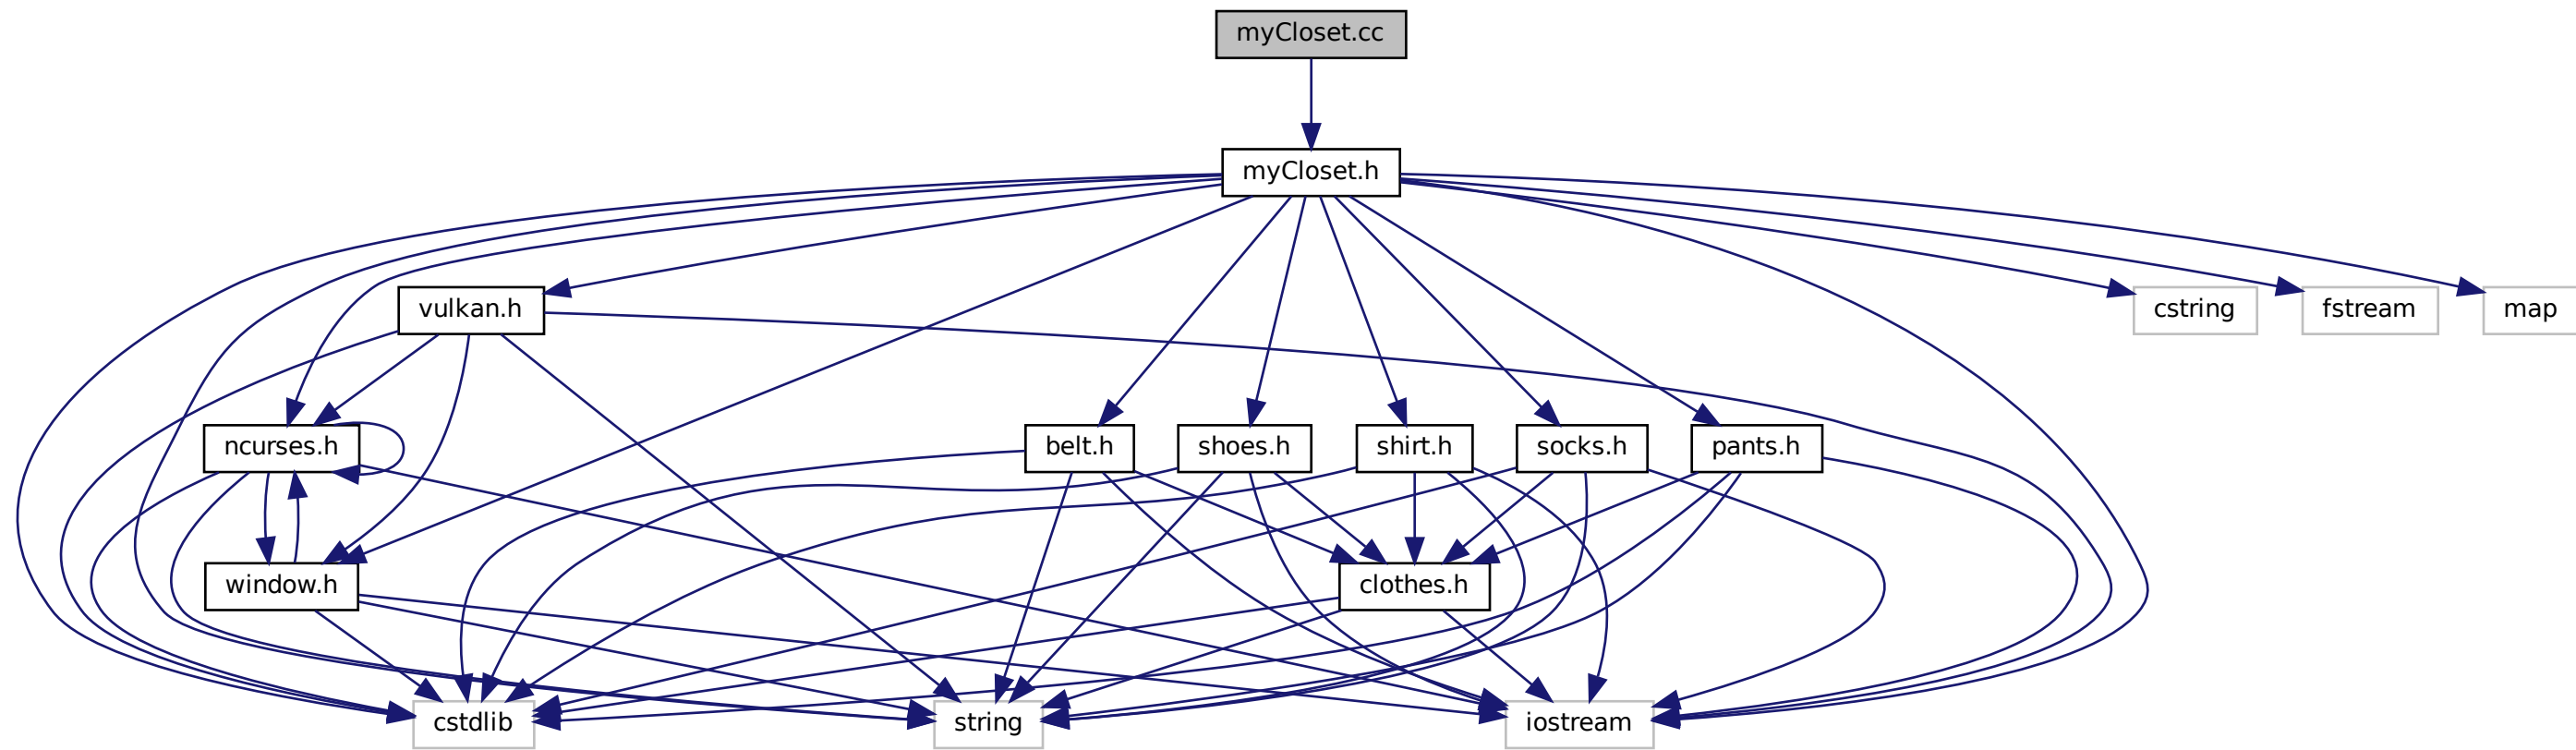 myCloset.cc
myCloset.h
vulkan.h
cstring
fstream
map
ncurses.h
belt.h
shoes.h
shirt.h
socks.h
pants.h
window.h
clothes.h
cstdlib
string
iostream